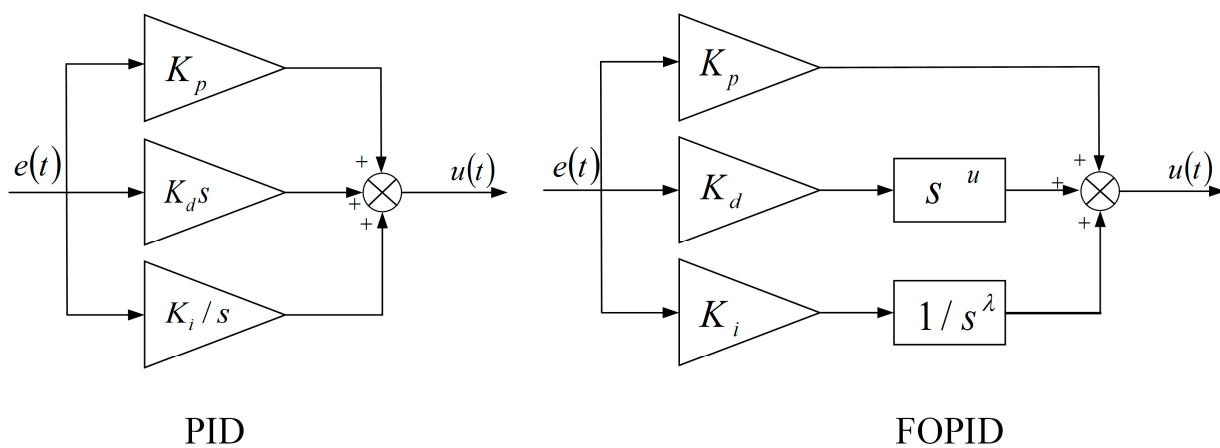 K_p
e(t)
K_d s
u(t)
K_i / s
+
+
+
PID
K_p
e(t)
K_d
s^u
u(t)
K_i
1 / s^λ
+
+
+
FOPID